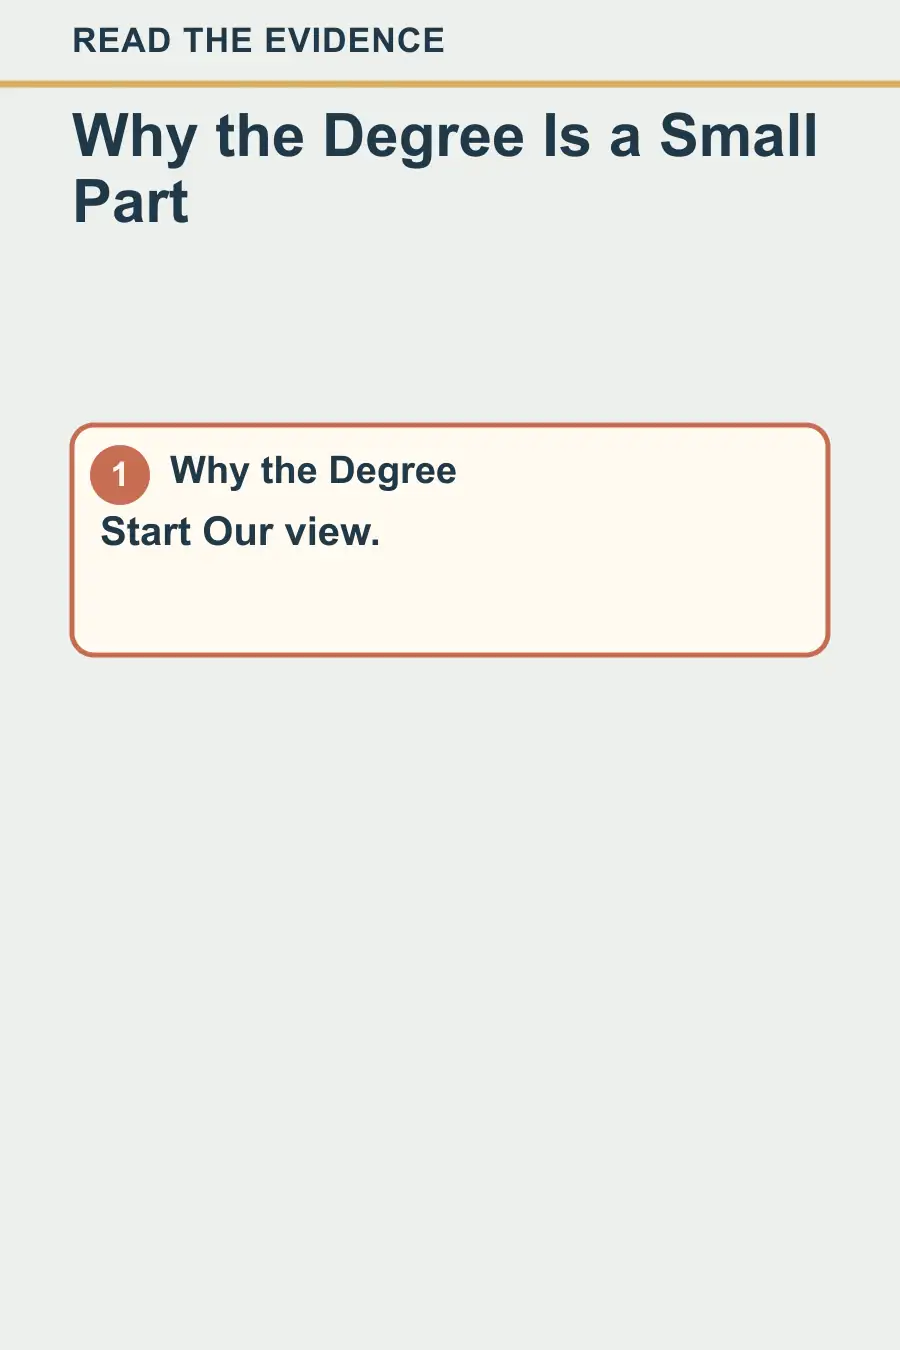 READ THE EVIDENCE
Why the Degree Is a Small
Part
1 Why the Degree
Start Our view.